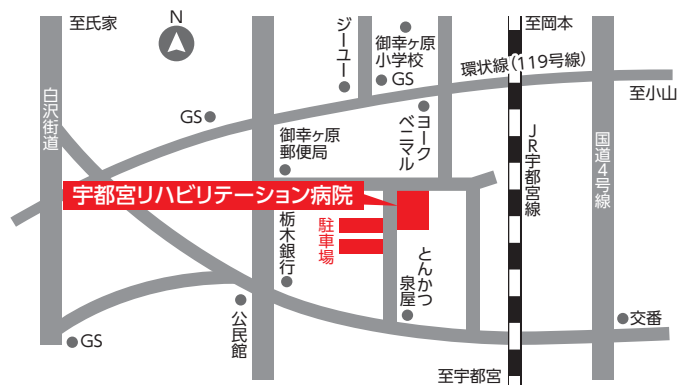 至氏家
N
至岡本
ジーユー
御幸ヶ原
小学校
GS
環状線(119号線)
至小山
白沢街道
GS
御幸ヶ原
郵便局
ヨーク
ベニマル
JR宇都宮線
国道4号線
宇都宮リハビリテーション病院
栃木銀行
駐車場
とんかつ
泉屋
公民館
GS
交番
至宇都宮